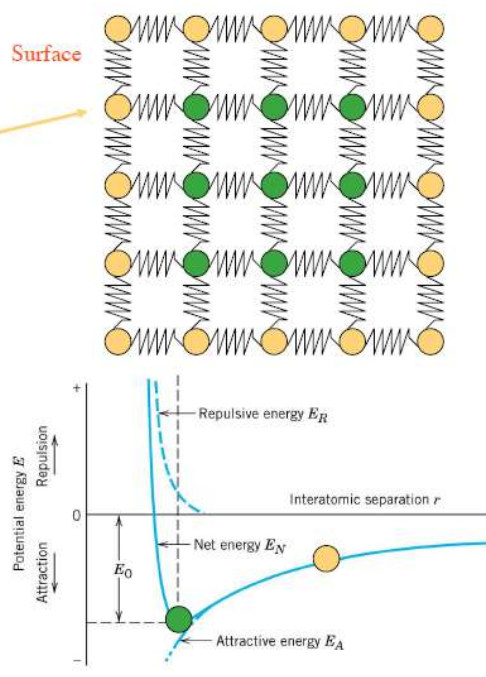 Surface
+
Repulsive energy E_R
Potential energy E
Repulsion
Interatomic separation r
0
Attraction
E_0
Net energy E_N
Attractive energy E_A
−